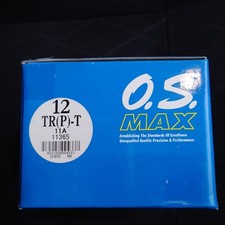 12
TR(P)-T
11A
11365
O.S.
MAX
Establishing The Standards Of Excellence
Unequalled Quality Precision & Performance